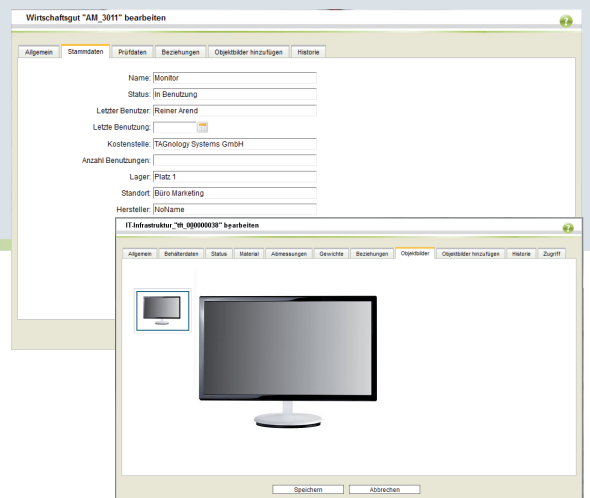 Wirtschaftsgut "AM_3011" bearbeiten
Allgemein Stammdaten Prüfdaten Beziehungen Objektbilder hinzufügen Historie
Name: Monitor
Status: In Benutzung
Letzter Benutzer: Reiner Arend
Letzte Benutzung:
Kostenstelle: TAGnology Systems GmbH
Anzahl Benutzungen:
Lager: Platz 1
Standort: Büro Marketing
Hersteller: NoName
IT-Infrastruktur_"tft_00000038" bearbeiten
Allgemein Behälterdaten Status Material Abmessungen Gewichte Beziehungen Objektbilder Objektbilder hinzufügen Historie Zugriff
Speichern Abbrechen